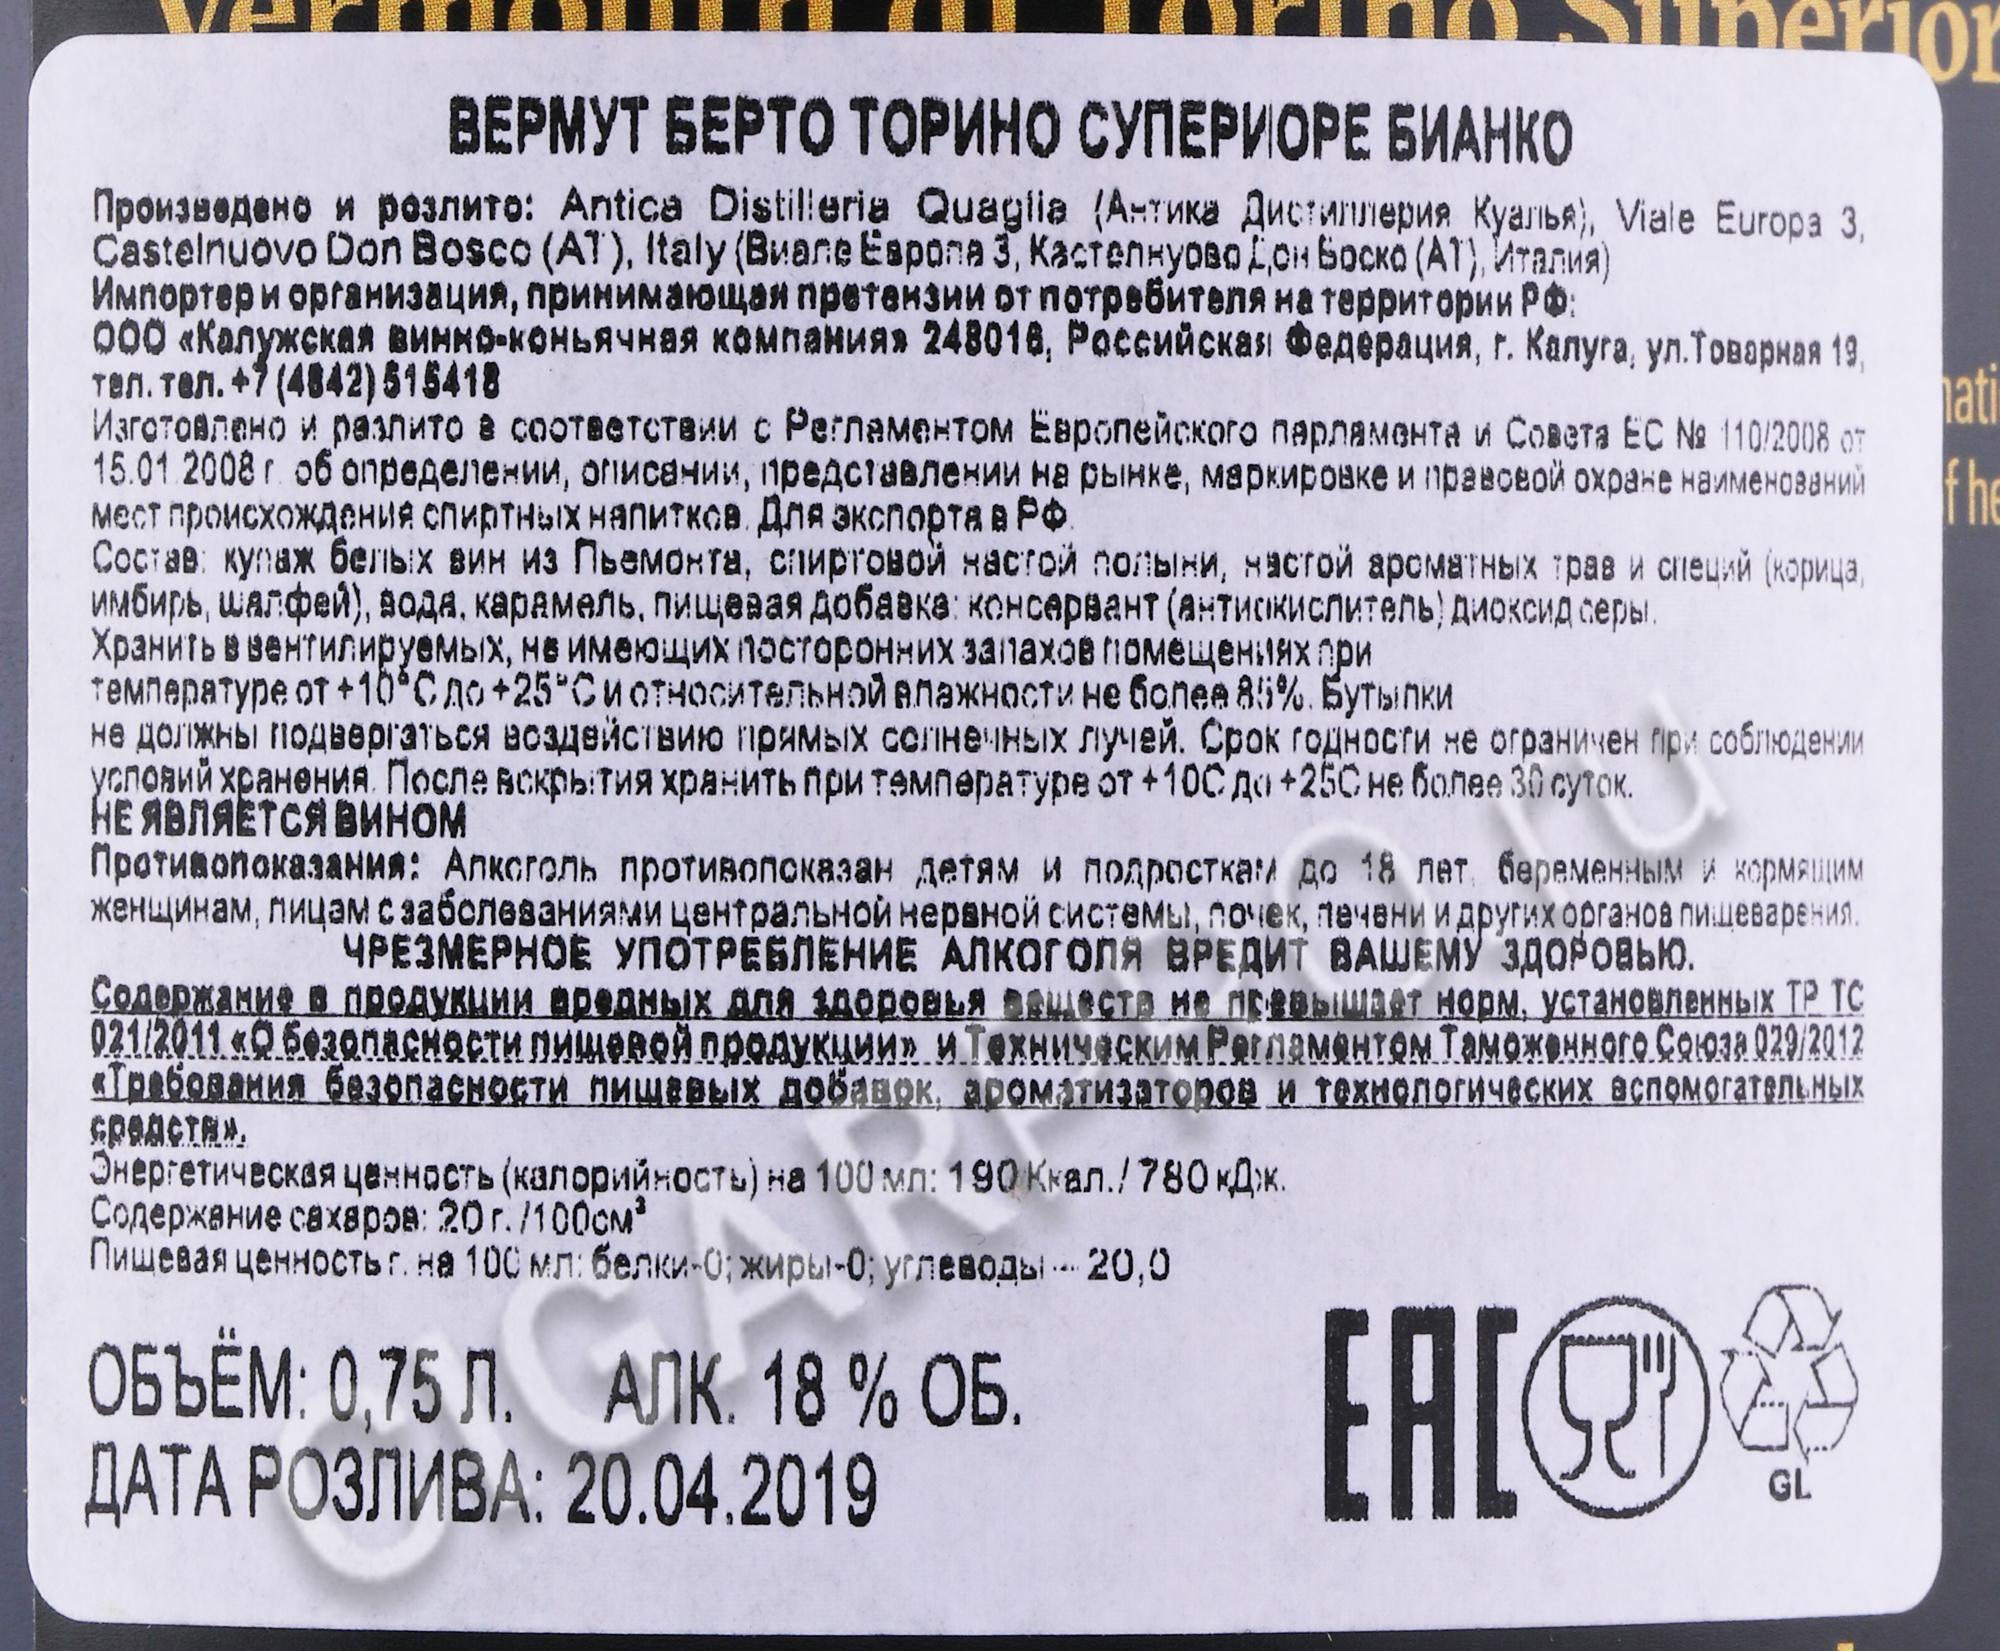 Vermouth di Torino Superior
ВЕРМУТ БЕРТО ТОРИНО СУПЕРИОРЕ БИАНКО
Произведено и розлито: Antica Distilleria Quaglia (Антика Дистиллерия Куалья), Viale Europa 3,
Castelnuovo Don Bosco (AT), Italy (Виале Европа 3, Кастелнуово Дон Боско (АТ), Италия)
Импортер и организация, принимающая претензии от потребителя на территории РФ:
ООО «Калужская винно-коньячная компания» 248016, Российская Федерация, г. Калуга, ул.Товарная 19,
тел. тел. +7 (4842) 515418
Изготовлено и разлито в соответствии с Регламентом Европейского парламента и Совета ЕС № 110/2008 от
15.01.2008 г. об определении, описании, представлении на рынке, маркировке и правовой охране наименований
мест происхождения спиртных напитков. Для экспорта в РФ.
Состав: купаж белых вин из Пьемонта, спиртовой настой полыни, настой ароматных трав и специй (корица,
имбирь, шалфей), вода, карамель, пищевая добавка: консервант (антиокислитель) диоксид серы.
Хранить в вентилируемых, не имеющих посторонних запахов помещениях при
температуре от +10°С до +25°С и относительной влажности не более 85%. Бутылки
не должны подвергаться воздействию прямых солнечных лучей. Срок годности не ограничен при соблюдении
условий хранения. После вскрытия хранить при температуре от +10С до +25С не более 30 суток.
НЕ ЯВЛЯЕТСЯ ВИНОМ
Противопоказания: Алкоголь противопоказан детям и подросткам до 18 лет, беременным и кормящим
женщинам, лицам с заболеваниями центральной нервной системы, почек, печени и других органов пищеварения.
ЧРЕЗМЕРНОЕ УПОТРЕБЛЕНИЕ АЛКОГОЛЯ ВРЕДИТ ВАШЕМУ ЗДОРОВЬЮ.
Содержание в продукции вредных для здоровья веществ не превышает норм, установленных ТР ТС
021/2011 «О безопасности пищевой продукции» и Техническим Регламентом Таможенного Союза 029/2012
«Требования безопасности пищевых добавок, ароматизаторов и технологических вспомогательных
средств».
Энергетическая ценность (калорийность) на 100 мл: 190 Ккал./ 780 кДж.
Содержание сахаров: 20 г. /100см³
Пищевая ценность г. на 100 мл: белки-0; жиры-0; углеводы – 20,0
ОБЪЁМ: 0,75 Л. АЛК. 18 % ОБ.
ДАТА РОЗЛИВА: 20.04.2019
EAC
GL
CIGARPRO.ru